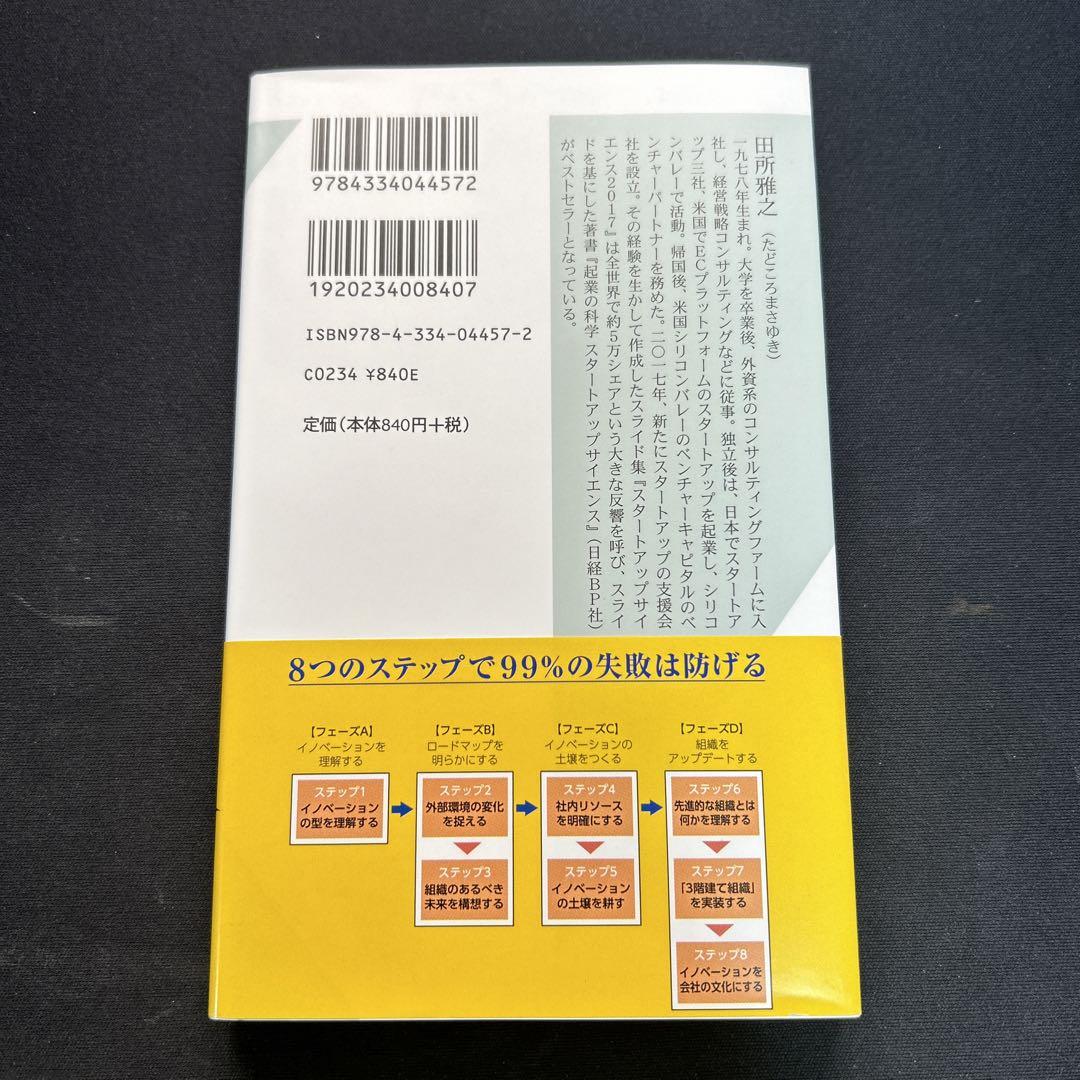 9784334044572
1920234008407
ISBN978-4-334-04457-2
C0234 ¥840E
定価(本体840円+税)
田所雅之(たどころまさゆき)
一九七八年生まれ。大学を卒業後、外資系のコンサルティングファームに入
社し、経営戦略コンサルティングなどに従事。独立後は、日本でスタートア
ップ三社、米国でECプラットフォームのスタートアップを起業し、シリコ
ンバレーで活動。帰国後、米国シリコンバレーのベンチャーキャピタルのベ
ンチャーパートナーを務めた。二〇一七年、新たにスタートアップの支援会
社を設立。その経験を生かして作成したスライド集『スタートアップサイ
エンス2017』は全世界で約5万シェアという大きな反響を呼び、スライ
ドを基にした著書『起業の科学 スタートアップサイエンス』(日経BP社)
がベストセラーとなっている。
8つのステップで99%の失敗は防げる
【フェーズA】
イノベーションを
理解する
ステップ1
イノベーション
の型を理解する
【フェーズB】
ロードマップを
明らかにする
ステップ2
外部環境の変化
を捉える
ステップ3
組織のあるべき
未来を構想する
【フェーズC】
イノベーションの
土壌をつくる
ステップ4
社内リソース
を明確にする
ステップ5
イノベーション
の土壌を耕す
【フェーズD】
組織を
アップデートする
ステップ6
先進的な組織とは
何かを理解する
ステップ7
「3階建て組織」
を実装する
ステップ8
イノベーションを
会社の文化にする